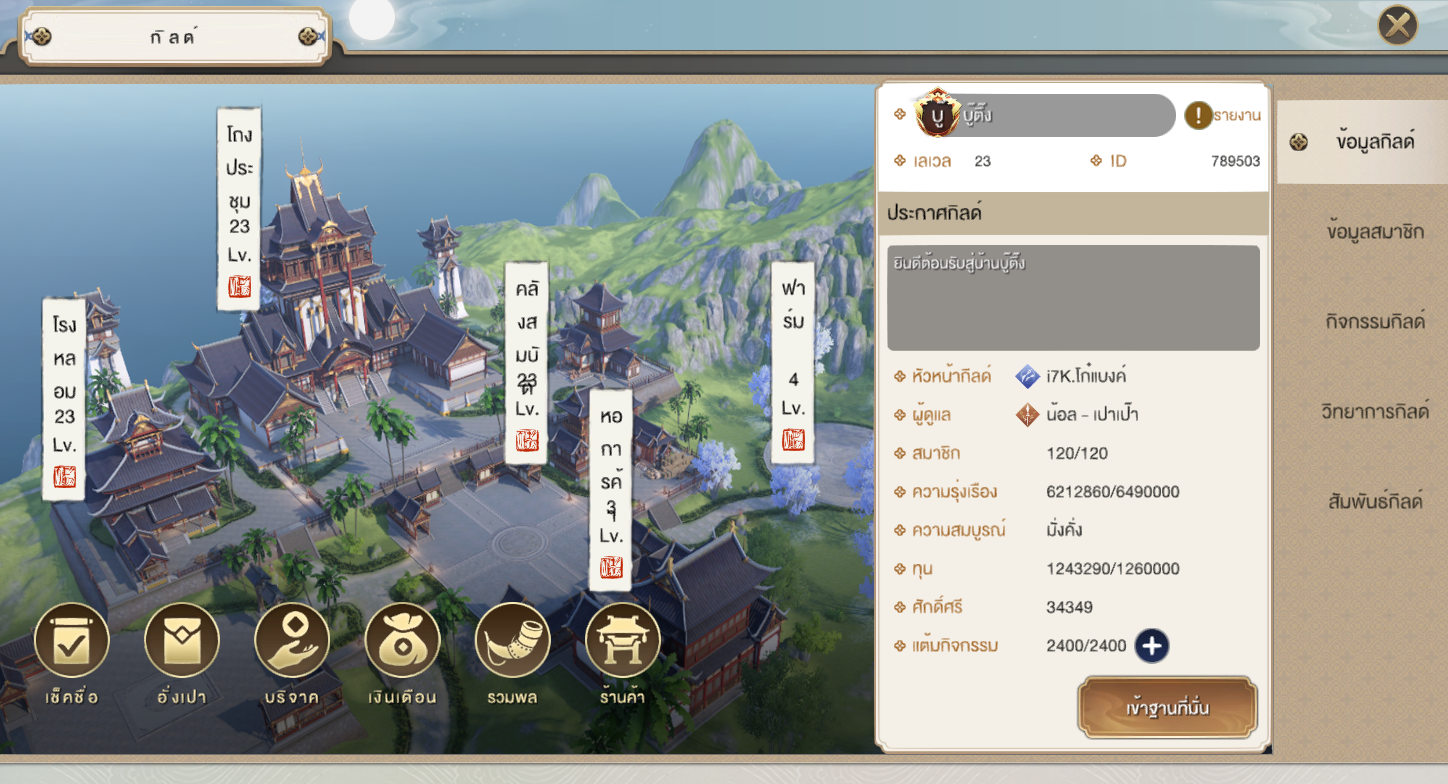 กิลด์
บู
บู๊ติ๊ง
รายงาน
เลเวล 23
ID 789503
ประกาศกิลด์
ยินดีต้อนรับสู่บ้านบู๊ติ๊ง
หัวหน้ากิลด์ i7K.โก๋แบงค์
ผู้ดูแล น้อล - เปาเป๋า
สมาชิก 120/120
ความรุ่งเรือง 6212860/6490000
ความสมบูรณ์ มั่งคั่ง
ทุน 1243290/1260000
ศักดิ์ศรี 34349
แต้มกิจกรรม 2400/2400
เข้าฐานที่มั่น
ข้อมูลกิลด์
ข้อมูลสมาชิก
กิจกรรมกิลด์
วิทยาการกิลด์
สัมพันธ์กิลด์
โถง
ประ
ชุม
23
Lv.
โรง
หล
อม
23
Lv.
คลั
งส
มบั
ติ
23
Lv.
หอ
กา
รค้
า
Lv.
ฟา
ร์ม
4
Lv.
เช็คชื่อ
อั่งเปา
บริจาค
เงินเดือน
รวมพล
ร้านค้า